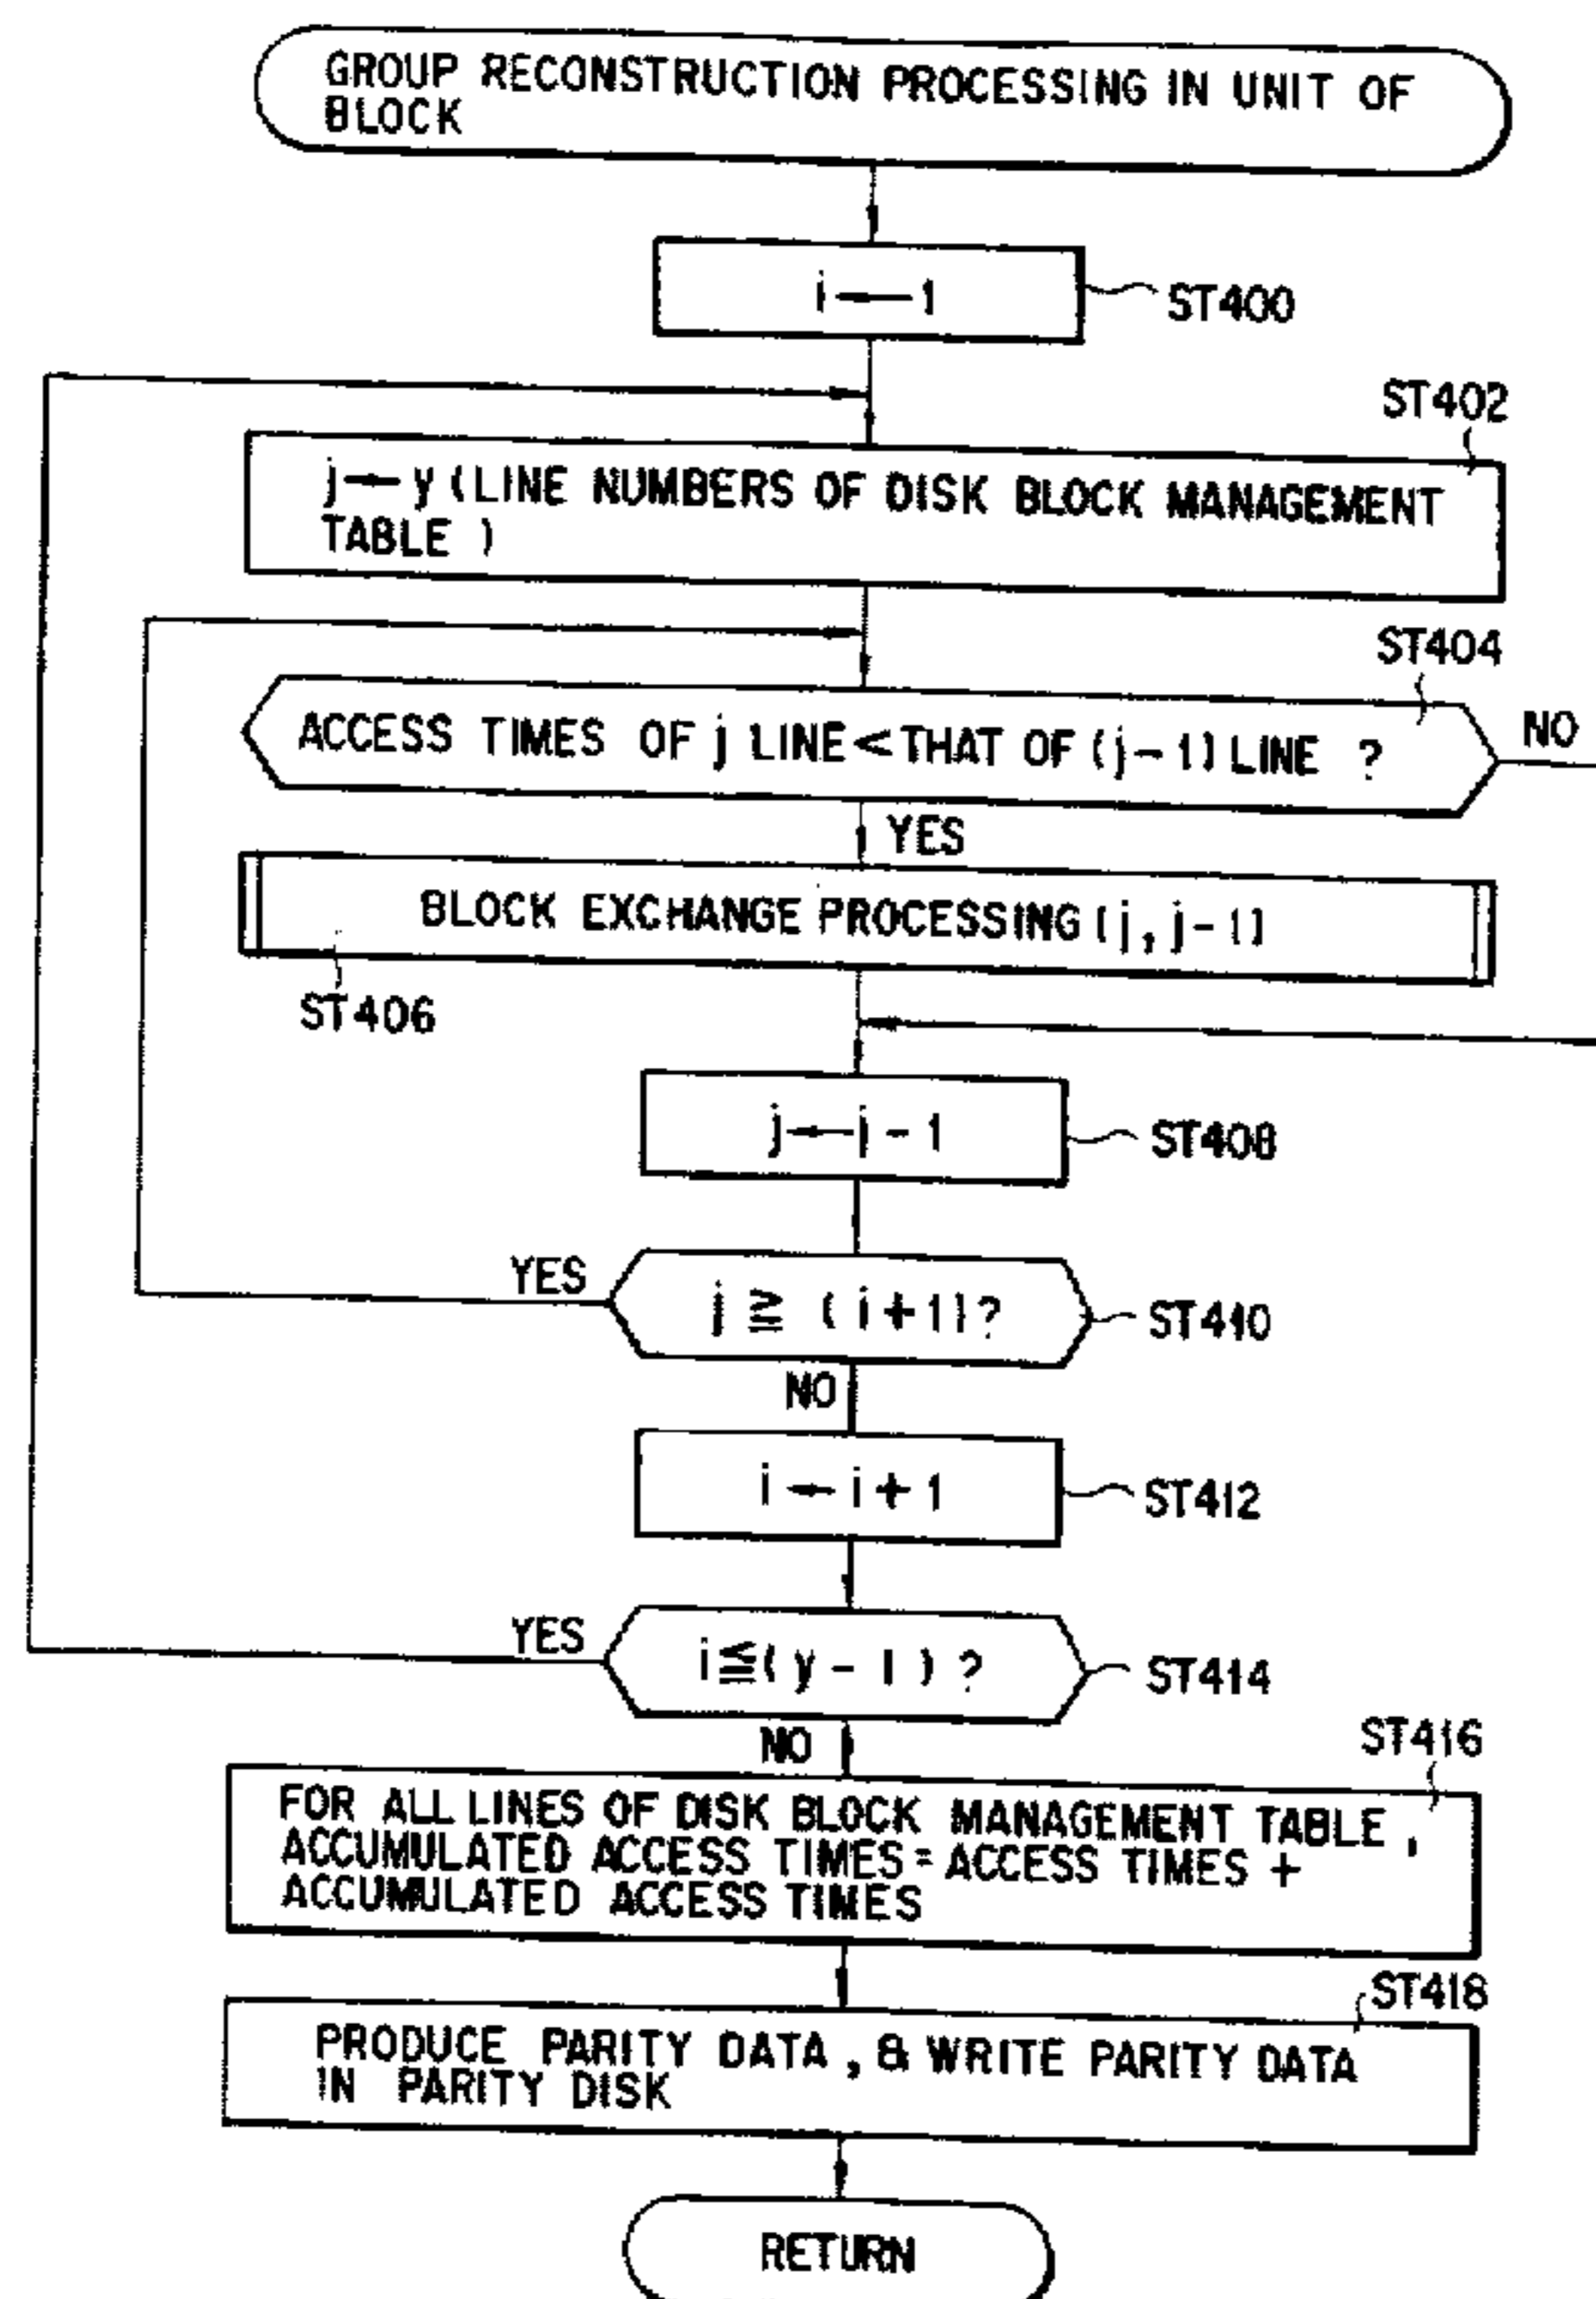 GROUP RECONSTRUCTION PROCESSING IN UNIT OF
BLOCK
i ← 1
ST400
ST402
j ← y (LINE NUMBERS OF DISK BLOCK MANAGEMENT
TABLE )
ST404
ACCESS TIMES OF j LINE < THAT OF (j-1) LINE ?
NO
YES
BLOCK EXCHANGE PROCESSING (j, j-1)
ST406
j ← j - 1
ST408
YES
j ≧ (i+1)?
ST410
NO
i ← i + 1
ST412
YES
i ≦ (y - 1) ?
ST414
NO
ST416
FOR ALL LINES OF DISK BLOCK MANAGEMENT TABLE,
ACCUMULATED ACCESS TIMES = ACCESS TIMES +
ACCUMULATED ACCESS TIMES
ST418
PRODUCE PARITY DATA, & WRITE PARITY DATA
IN PARITY DISK
RETURN